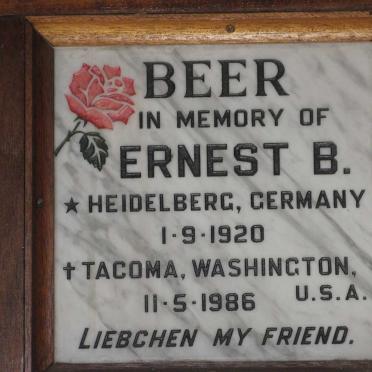 BEER
IN MEMORY OF
ERNEST B.
★ HEIDELBERG, GERMANY
1·9·1920
✝ TACOMA, WASHINGTON,
11·5·1986 U.S.A.
LIEBCHEN MY FRIEND.